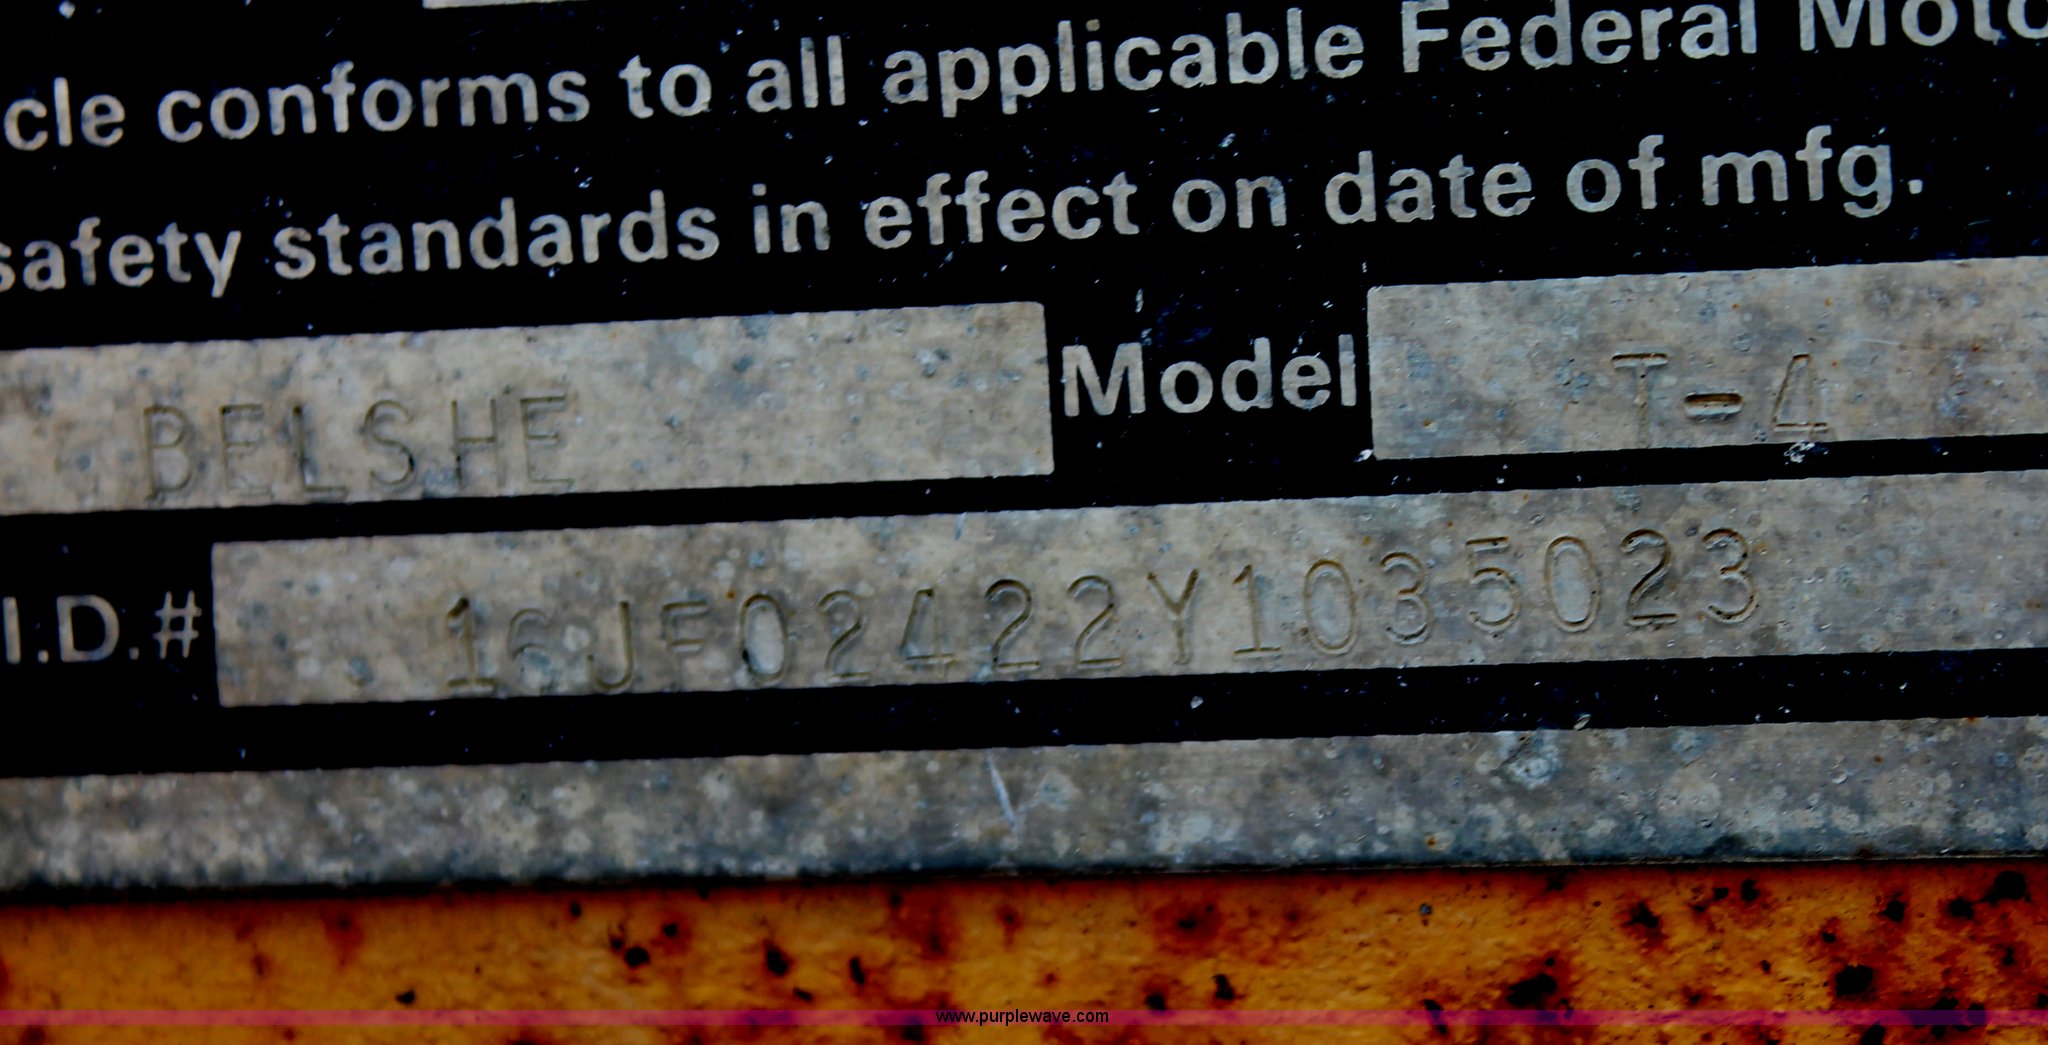 cle conforms to all applicable Federal Moto
safety standards in effect on date of mfg.
BELSHE Model T-4
I.D.# 16JF02422Y1035023
www.purplewave.com